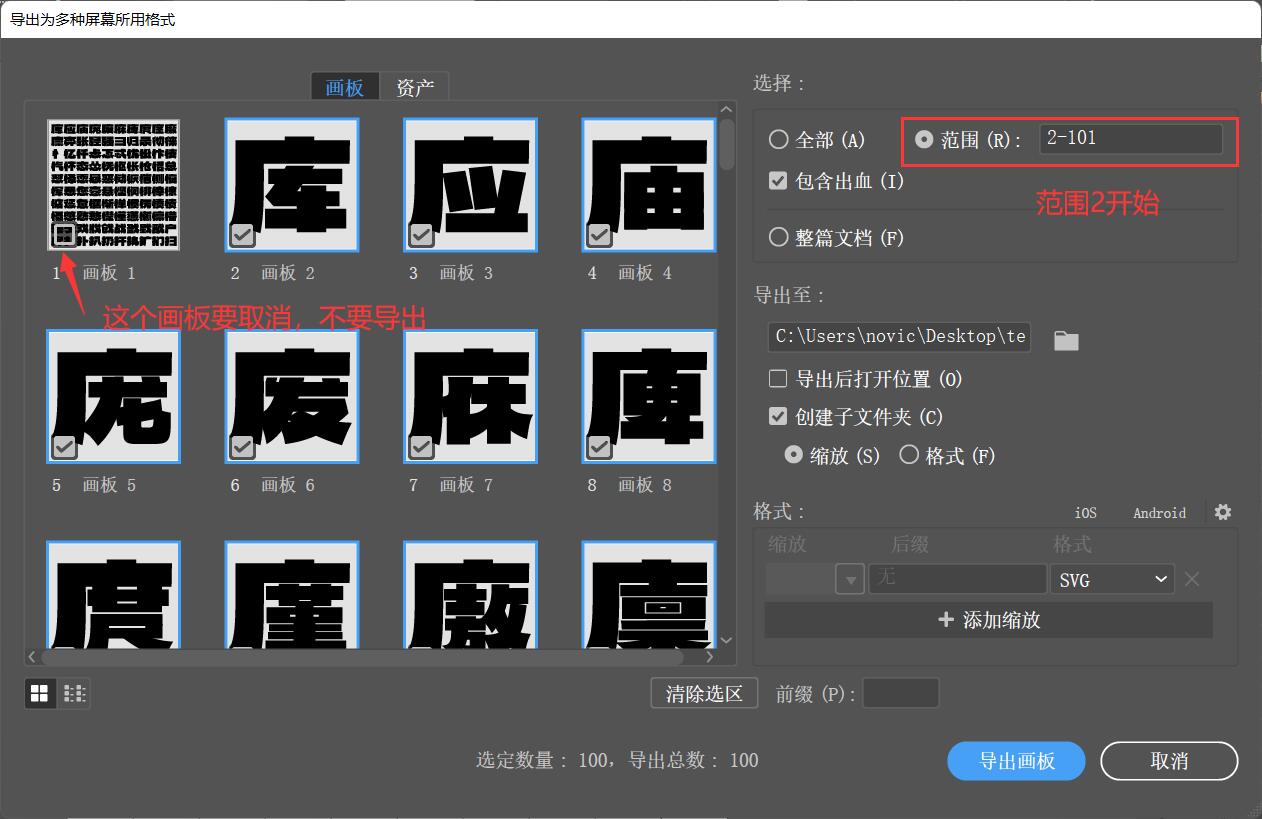 导出为多种屏幕所用格式
画板 资产
选择：
全部 (A) 范围 (R)： 2-101
包含出血 (I)
范围2开始
整篇文档 (F)
库 应 庙
1 画板 1 2 画板 2 3 画板 3 4 画板 4
这个画板要取消，不要导出
导出至：
C:\Users\novic\Desktop\te
导出后打开位置 (O)
创建子文件夹 (C)
缩放 (S) 格式 (F)
庞
5 画板 5 6 画板 6 7 画板 7 8 画板 8
格式： iOS Android
缩放 后缀 格式
无 SVG
添加缩放
清除选区 前缀 (P)：
选定数量：100，导出总数：100
导出画板 取消